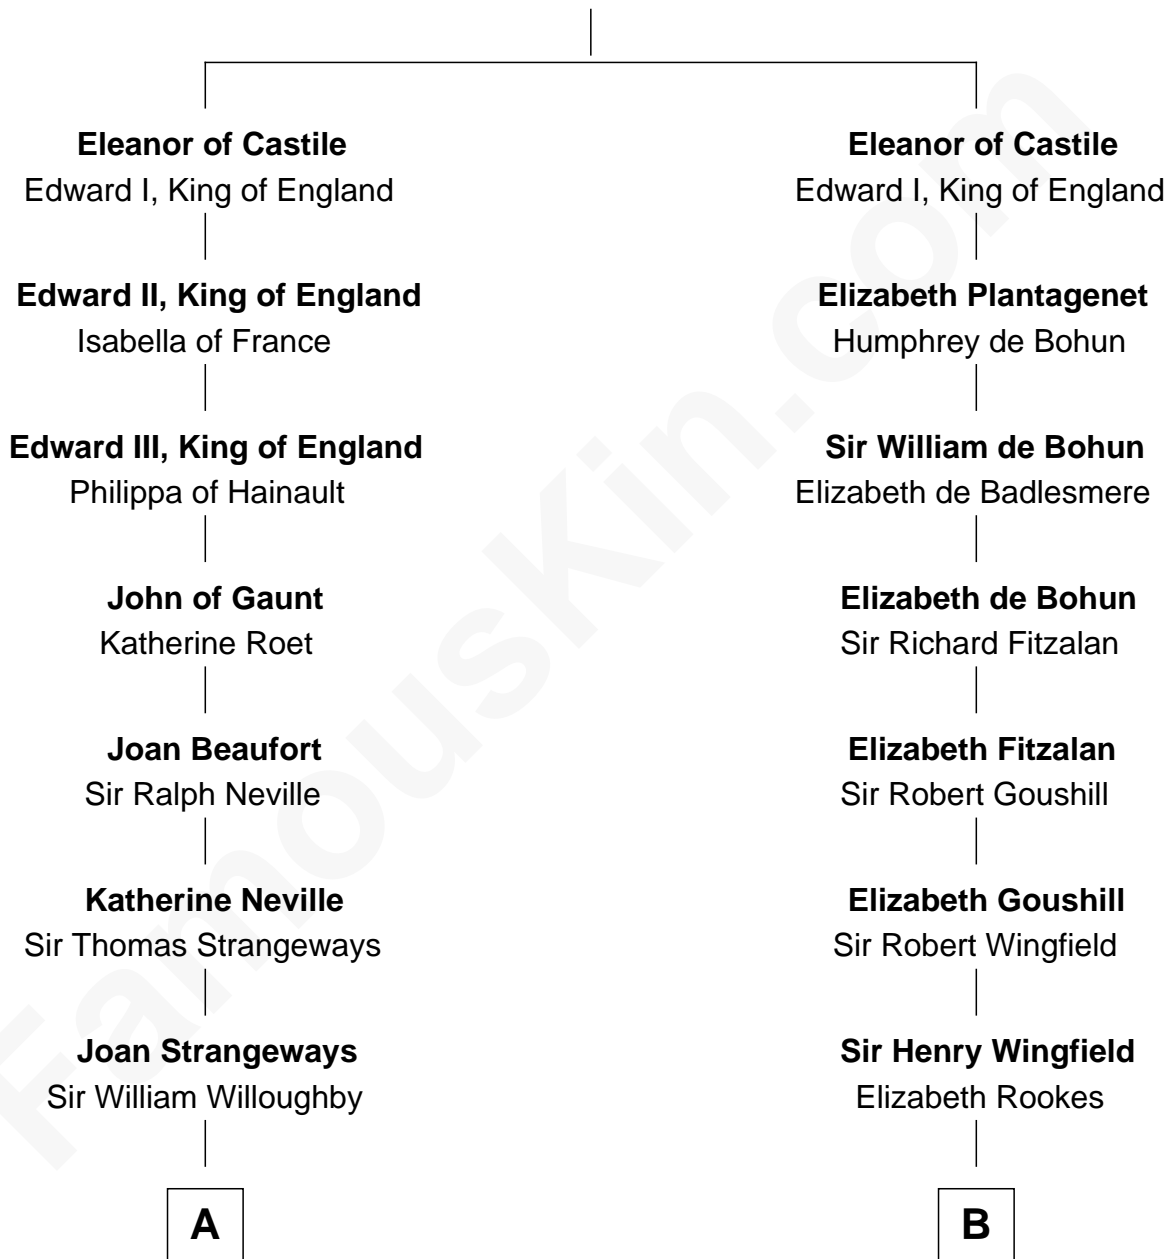 Eleanor of Castile
Edward I, King of England
Edward II, King of England
Isabella of France
Edward III, King of England
Philippa of Hainault
John of Gaunt
Katherine Roet
Joan Beaufort
Sir Ralph Neville
Katherine Neville
Sir Thomas Strangeways
Joan Strangeways
Sir William Willoughby
A
Eleanor of Castile
Edward I, King of England
Elizabeth Plantagenet
Humphrey de Bohun
Sir William de Bohun
Elizabeth de Badlesmere
Elizabeth de Bohun
Sir Richard Fitzalan
Elizabeth Fitzalan
Sir Robert Goushill
Elizabeth Goushill
Sir Robert Wingfield
Sir Henry Wingfield
Elizabeth Rookes
B
FamousKin.com